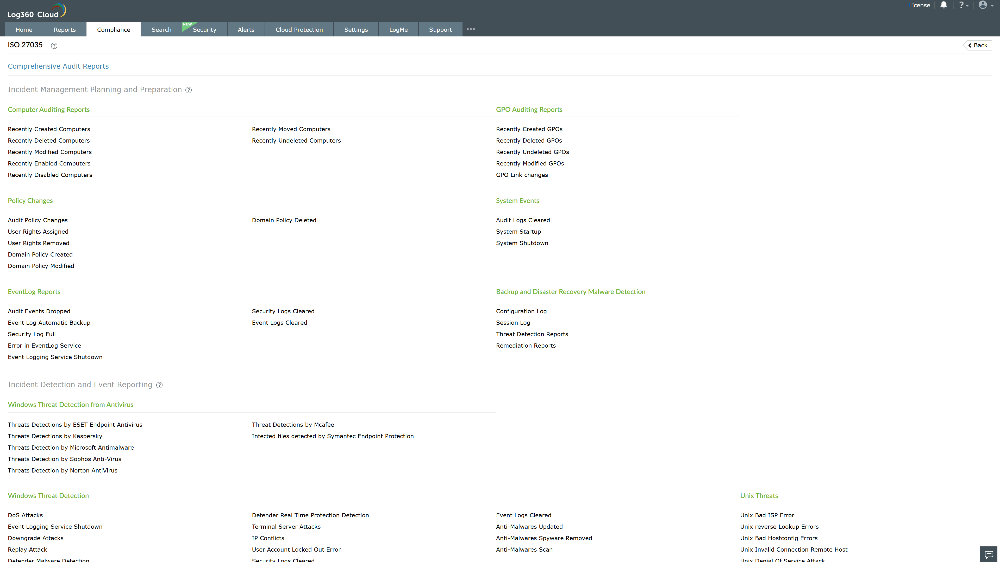 License
?
Log360 Cloud
Home
Reports
Compliance
Search
NEW
Security
Alerts
Cloud Protection
Settings
LogMe
Support
ISO 27035 ?
Back
Comprehensive Audit Reports
Incident Management Planning and Preparation ?
Computer Auditing Reports
Recently Created Computers
Recently Deleted Computers
Recently Modified Computers
Recently Enabled Computers
Recently Disabled Computers
Recently Moved Computers
Recently Undeleted Computers
GPO Auditing Reports
Recently Created GPOs
Recently Deleted GPOs
Recently Undeleted GPOs
Recently Modified GPOs
GPO Link changes
Policy Changes
Audit Policy Changes
User Rights Assigned
User Rights Removed
Domain Policy Created
Domain Policy Modified
Domain Policy Deleted
System Events
Audit Logs Cleared
System Startup
System Shutdown
EventLog Reports
Audit Events Dropped
Event Log Automatic Backup
Security Log Full
Error in EventLog Service
Event Logging Service Shutdown
Security Logs Cleared
Event Logs Cleared
Backup and Disaster Recovery Malware Detection
Configuration Log
Session Log
Threat Detection Reports
Remediation Reports
Incident Detection and Event Reporting ?
Windows Threat Detection from Antivirus
Threats Detections by ESET Endpoint Antivirus
Threats Detections by Kaspersky
Threats Detection by Microsoft Antimalware
Threats Detection by Sophos Anti-Virus
Threats Detection by Norton AntiVirus
Threat Detections by Mcafee
Infected files detected by Symantec Endpoint Protection
Windows Threat Detection
DoS Attacks
Event Logging Service Shutdown
Downgrade Attacks
Replay Attack
Defender Malware Detection
Defender Real Time Protection Detection
Terminal Server Attacks
IP Conflicts
User Account Locked Out Error
Security Logs Cleared
Event Logs Cleared
Anti-Malwares Updated
Anti-Malwares Spyware Removed
Anti-Malwares Scan
Unix Threats
Unix Bad ISP Error
Unix reverse Lookup Errors
Unix Bad Hostconfig Errors
Unix Invalid Connection Remote Host
Unix Denial Of Service Attack